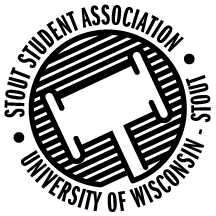 STOUT STUDENT ASSOCIATION
UNIVERSITY OF WISCONSIN - STOUT